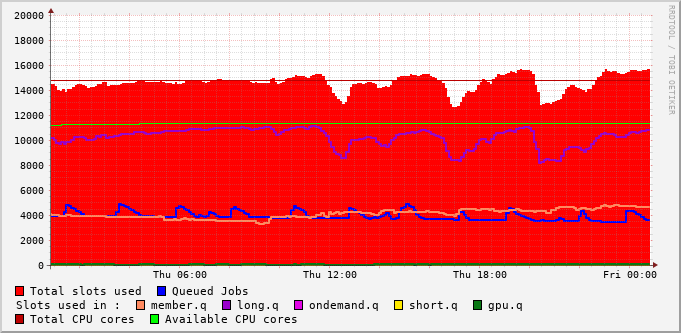 20000
18000
16000
14000
12000
10000
8000
6000
4000
2000
0
Thu 06:00 Thu 12:00 Thu 18:00 Fri 00:00
RRDTOOL / TOBI OETIKER
Total slots used Queued Jobs
Slots used in : member.q long.q ondemand.q short.q gpu.q
Total CPU cores Available CPU cores